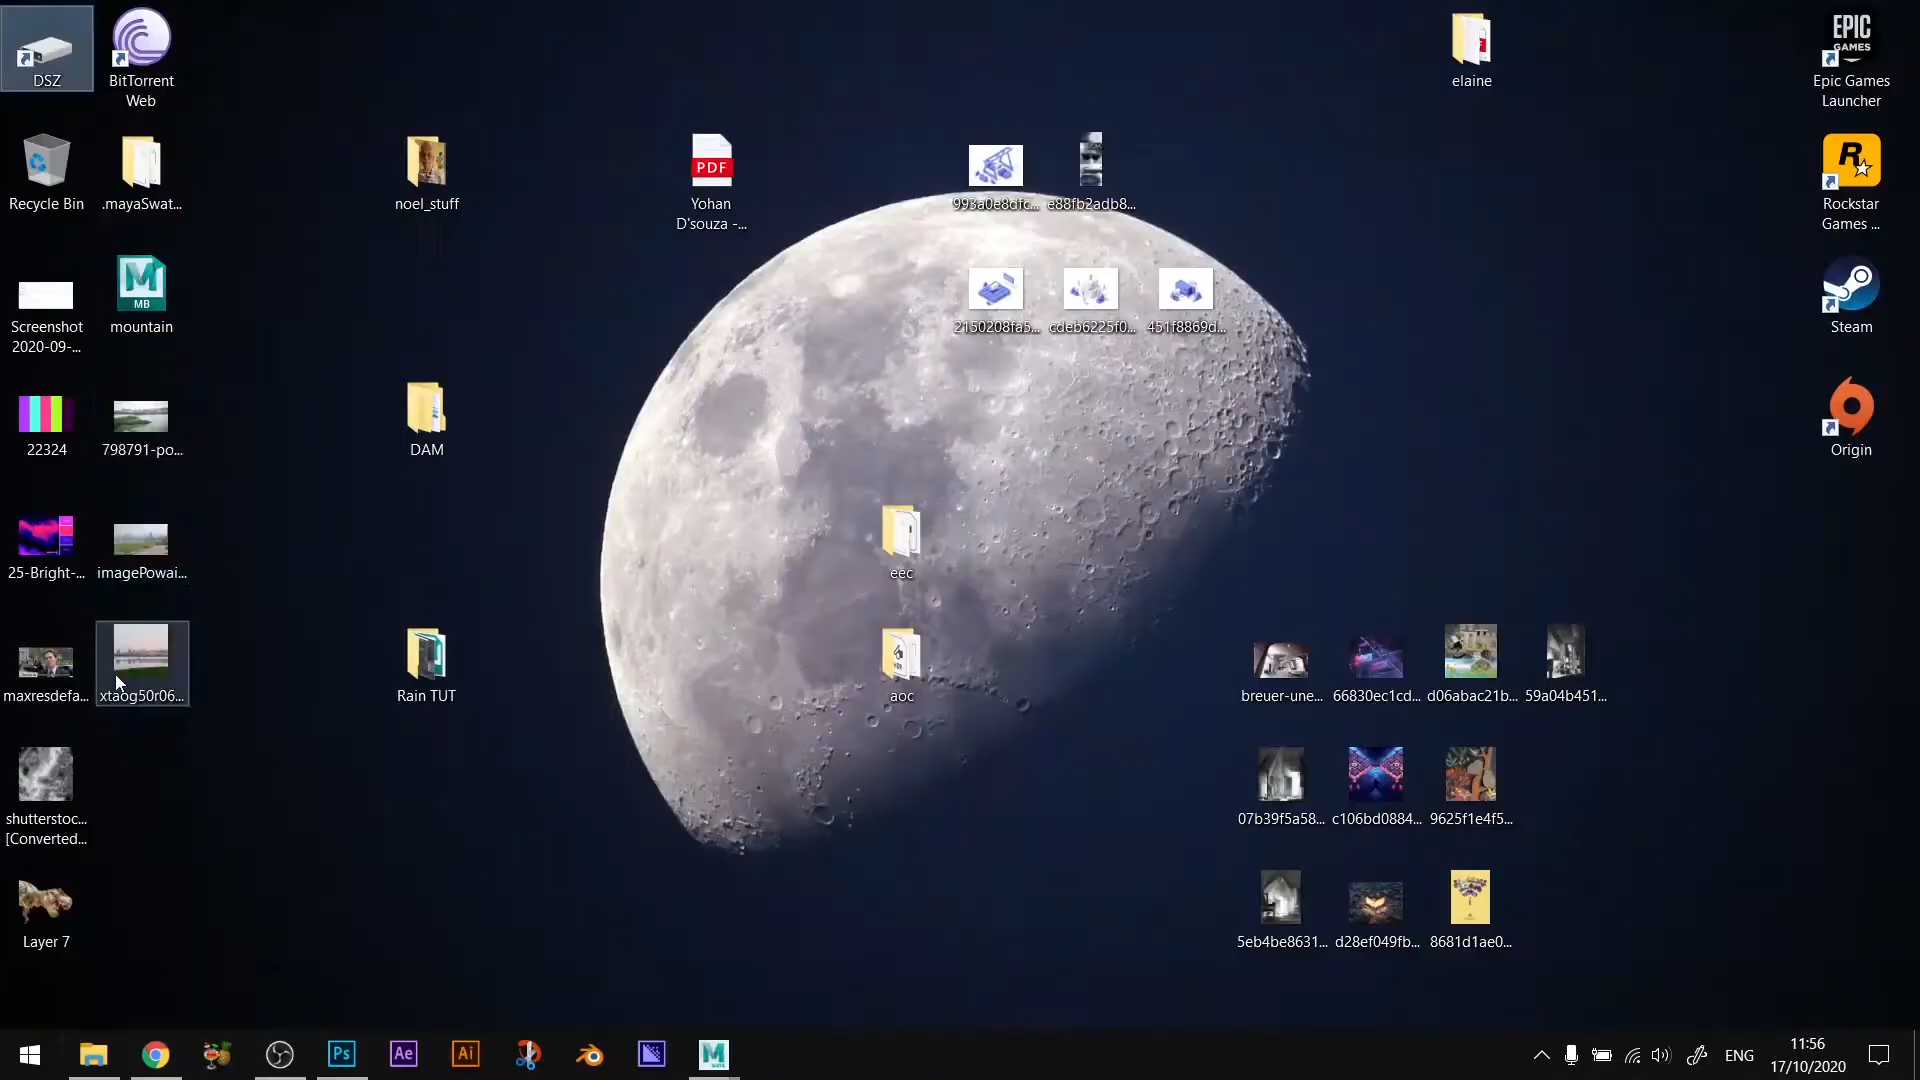 DSZ
BitTorrent
Web
elaine
EPIC
GAMES
Epic Games
Launcher
Recycle Bin
.mayaSwat...
noel_stuff
PDF
Yohan
D'souza -...
993a0e8dfc...
e88fb2adb8...
R
Rockstar
Games ...
Screenshot
2020-09-...
M
MB
mountain
2150208fa5...
cdeb6225f0...
451f8869d...
Steam
22324
798791-po...
DAM
Origin
25-Bright-...
imagePowai...
eec
maxresdefa...
xtaog50r06...
Rain TUT
aoc
breuer-une...
66830ec1cd...
d06abac21b...
59a04b451...
shutterstoc...
[Converted...
07b39f5a58...
c106bd0884...
9625f1e4f5...
Layer 7
5eb4be8631...
d28ef049fb...
8681d1ae0...
Ps
Ae
Ai
M
ENG
11:56
17/10/2020